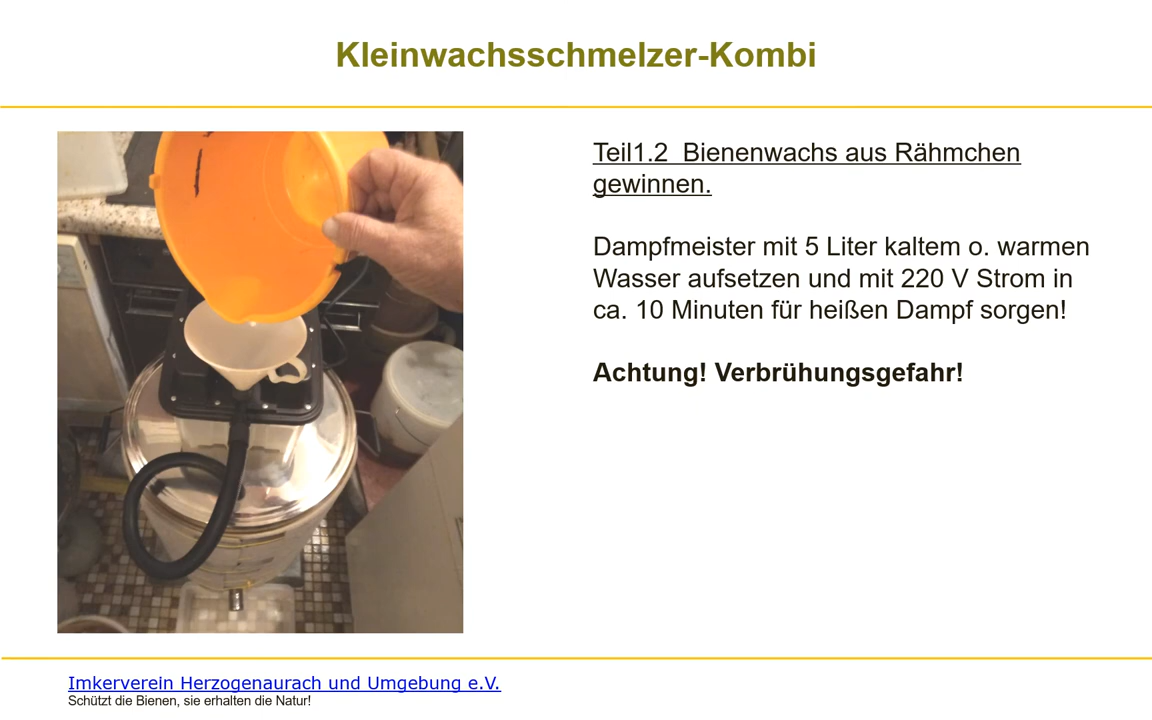 Kleinwachsschmelzer-Kombi
Teil1.2  Bienenwachs aus Rähmchen
gewinnen.
Dampfmeister mit 5 Liter kaltem o. warmen
Wasser aufsetzen und mit 220 V Strom in
ca. 10 Minuten für heißen Dampf sorgen!
Achtung! Verbrühungsgefahr!
Imkerverein Herzogenaurach und Umgebung e.V.
Schützt die Bienen, sie erhalten die Natur!